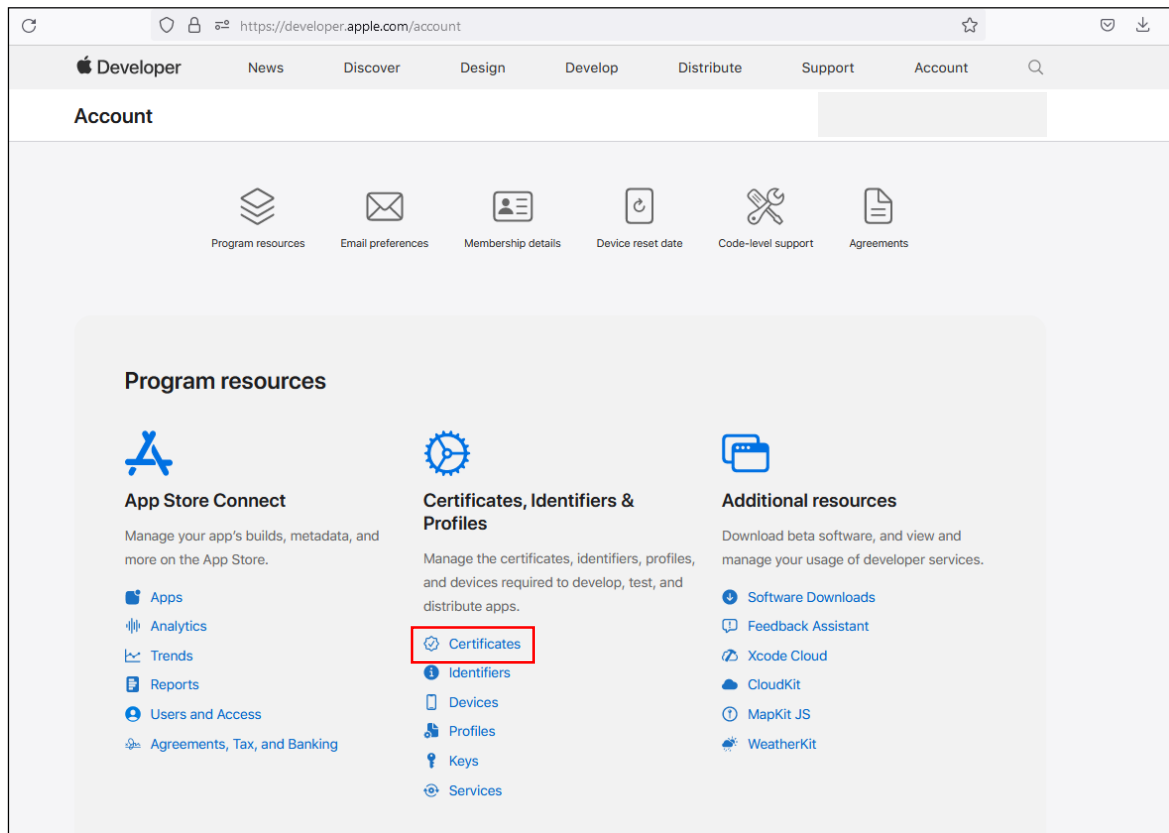 https://developer.apple.com/account
Developer News Discover Design Develop Distribute Support Account
Account
Program resources Email preferences Membership details Device reset date Code-level support Agreements
Program resources
App Store Connect
Manage your app's builds, metadata, and
more on the App Store.
Apps
Analytics
Trends
Reports
Users and Access
Agreements, Tax, and Banking
Certificates, Identifiers &
Profiles
Manage the certificates, identifiers, profiles,
and devices required to develop, test, and
distribute apps.
Certificates
Identifiers
Devices
Profiles
Keys
Services
Additional resources
Download beta software, and view and
manage your usage of developer services.
Software Downloads
Feedback Assistant
Xcode Cloud
CloudKit
MapKit JS
WeatherKit